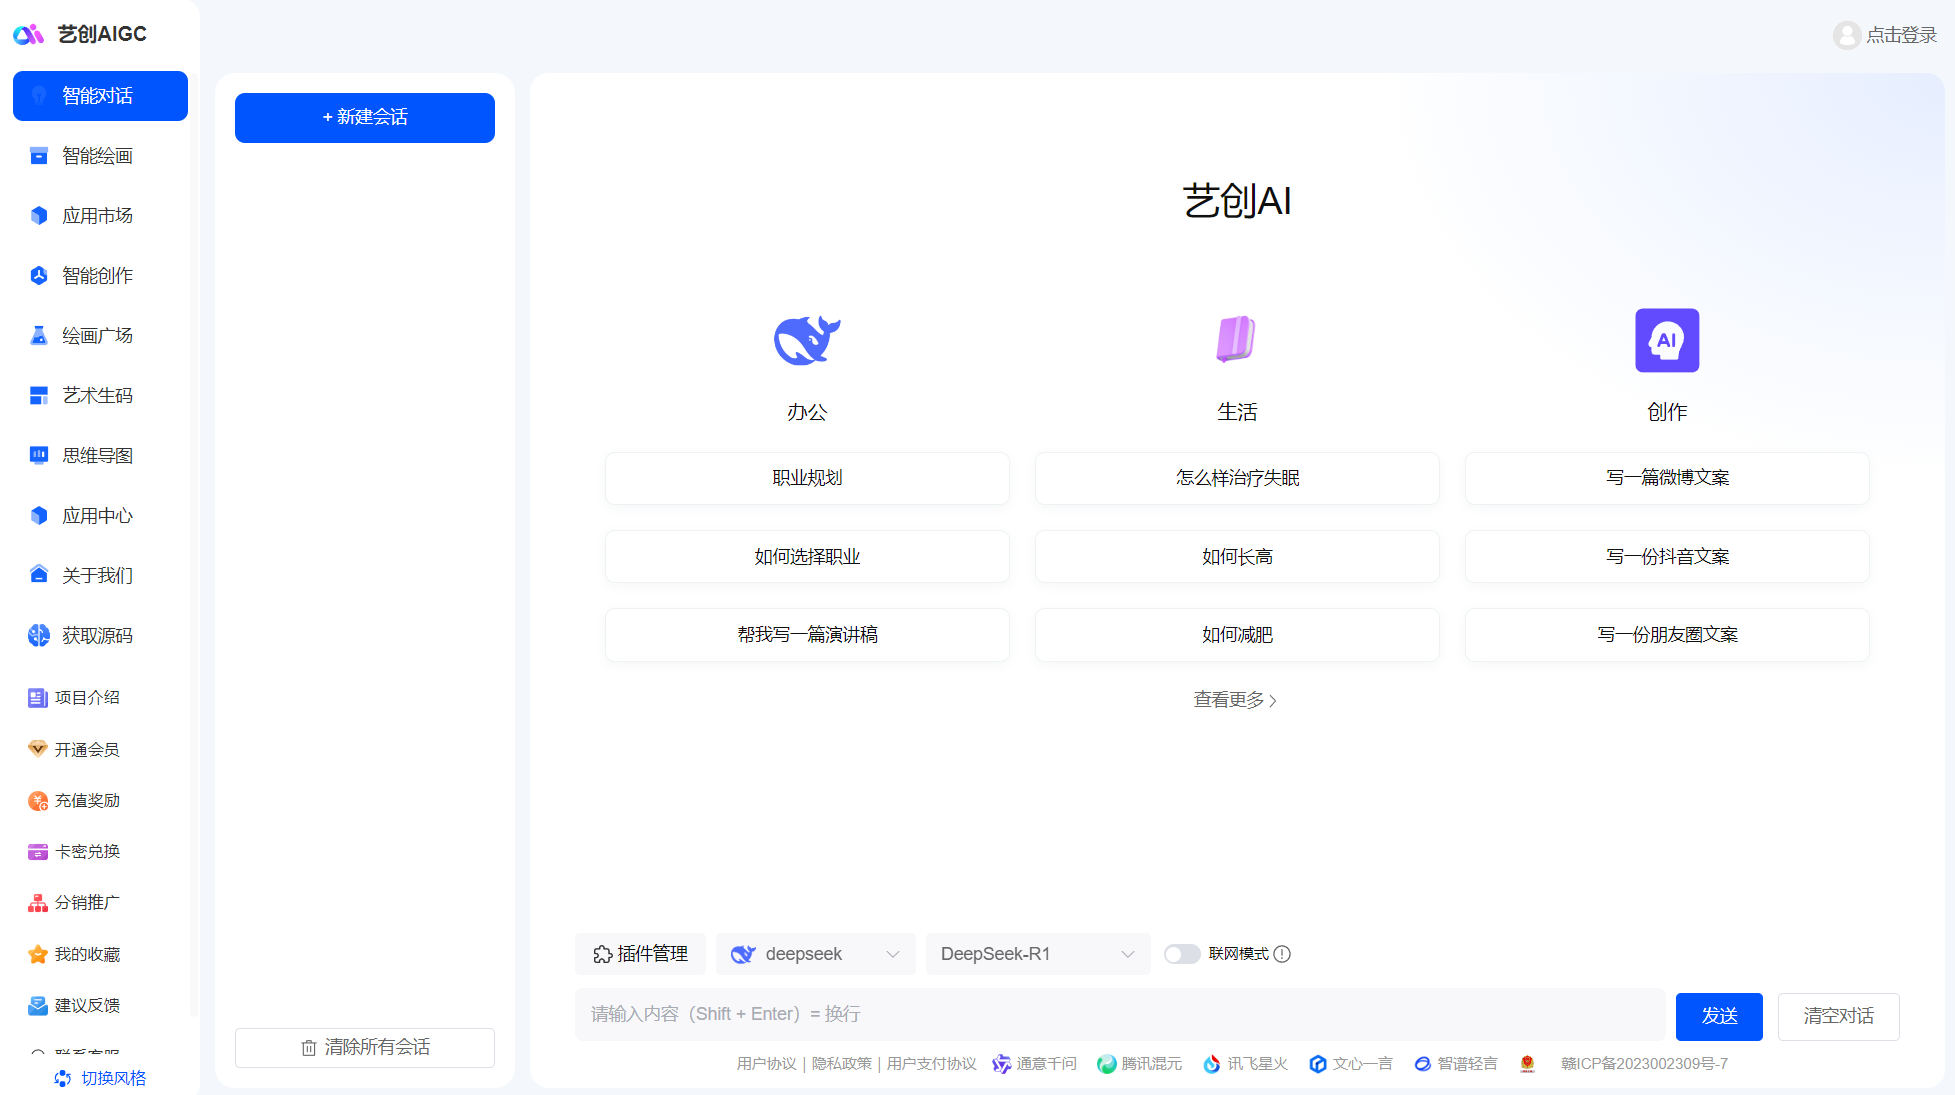 艺创AIGC
点击登录
智能对话
智能绘画
应用市场
智能创作
绘画广场
艺术生码
思维导图
应用中心
关于我们
获取源码
项目介绍
开通会员
充值奖励
卡密兑换
分销推广
我的收藏
建议反馈
联系客服
切换风格
+ 新建会话
清除所有会话
艺创AI
办公
生活
创作
职业规划
怎么样治疗失眠
写一篇微博文案
如何选择职业
如何长高
写一份抖音文案
帮我写一篇演讲稿
如何减肥
写一份朋友圈文案
查看更多
插件管理
deepseek
DeepSeek-R1
联网模式
请输入内容（Shift + Enter）= 换行
发送
清空对话
用户协议 | 隐私政策 | 用户支付协议 通意千问 腾讯混元 讯飞星火 文心一言 智谱轻言 赣ICP备2023002309号-7